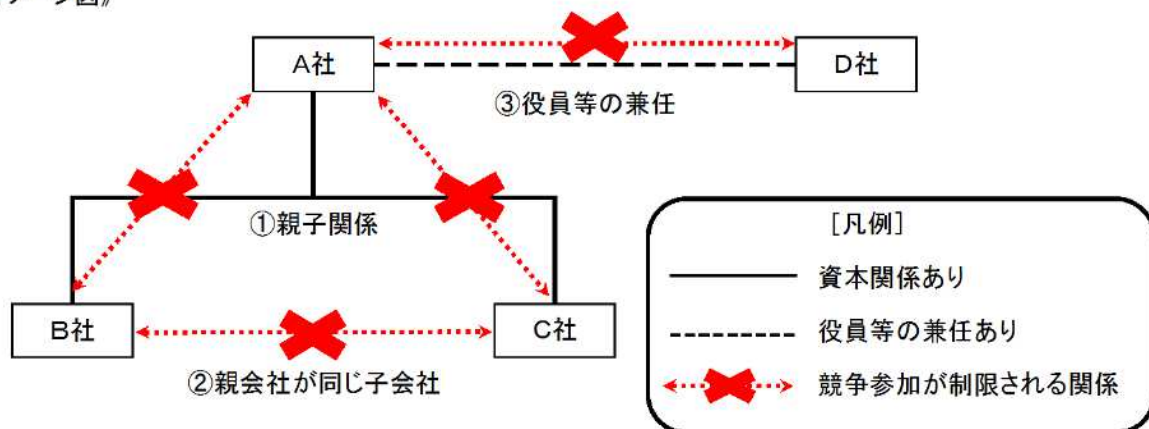 A社
D社
③役員等の兼任
①親子関係
B社
C社
②親会社が同じ子会社
［凡例］
資本関係あり
役員等の兼任あり
競争参加が制限される関係